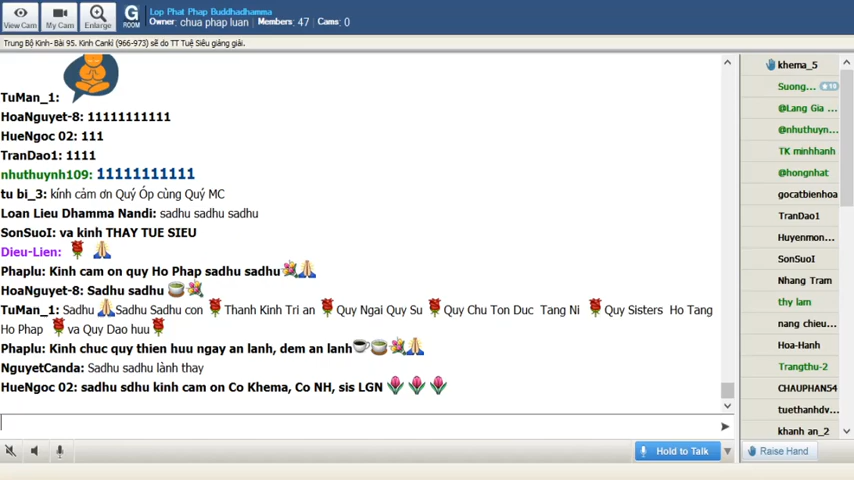 View Cam
My Cam
Enlarge
G
ROOM
Lop Phat Phap Buddhadhamma
Owner: chua phap luan
Members: 47
Cams: 0
Trung Bộ Kinh- Bài 95. Kinh Cankì (966-973) sẽ do TT Tuệ Siêu giảng giải.
TuMan_1:
HoaNguyet-8: 11111111111
HueNgoc 02: 111
TranDao1: 1111
nhuthuynh109: 11111111111
tu bi_3: kính cảm ơn Quý Óp cùng Quý MC
Loan Lieu Dhamma Nandi: sadhu sadhu sadhu
SonSuoI: va kinh THAY TUE SIEU
Dieu-Lien:
Phaplu: Kinh cam on quy Ho Phap sadhu sadhu
HoaNguyet-8: Sadhu sadhu
TuMan_1: Sadhu Sadhu Sadhu con Thanh Kinh Tri an Quy Ngai Quy Su Quy Chu Ton Duc Tang Ni Quy Sisters Ho Tang
Ho Phap va Quy Dao huu
Phaplu: Kinh chuc quy thien huu ngay an lanh, dem an lanh
NguyetCanda: Sadhu sadhu lành thay
HueNgoc 02: sadhu sdhu kinh cam on Co Khema, Co NH, sis LGN
Hold to Talk
khema_5
Suong...
10
@Lang Gia ...
@nhuthuyn...
TK minhhanh
@hongnhat
gocatbienhoa
TranDao1
Huyenmon...
SonSuoI
Nhang Tram
thy lam
nang chieu...
Hoa-Hanh
Trangthu-2
CHAUPHAN54
tuethanhdv...
khanh an_2
Raise Hand